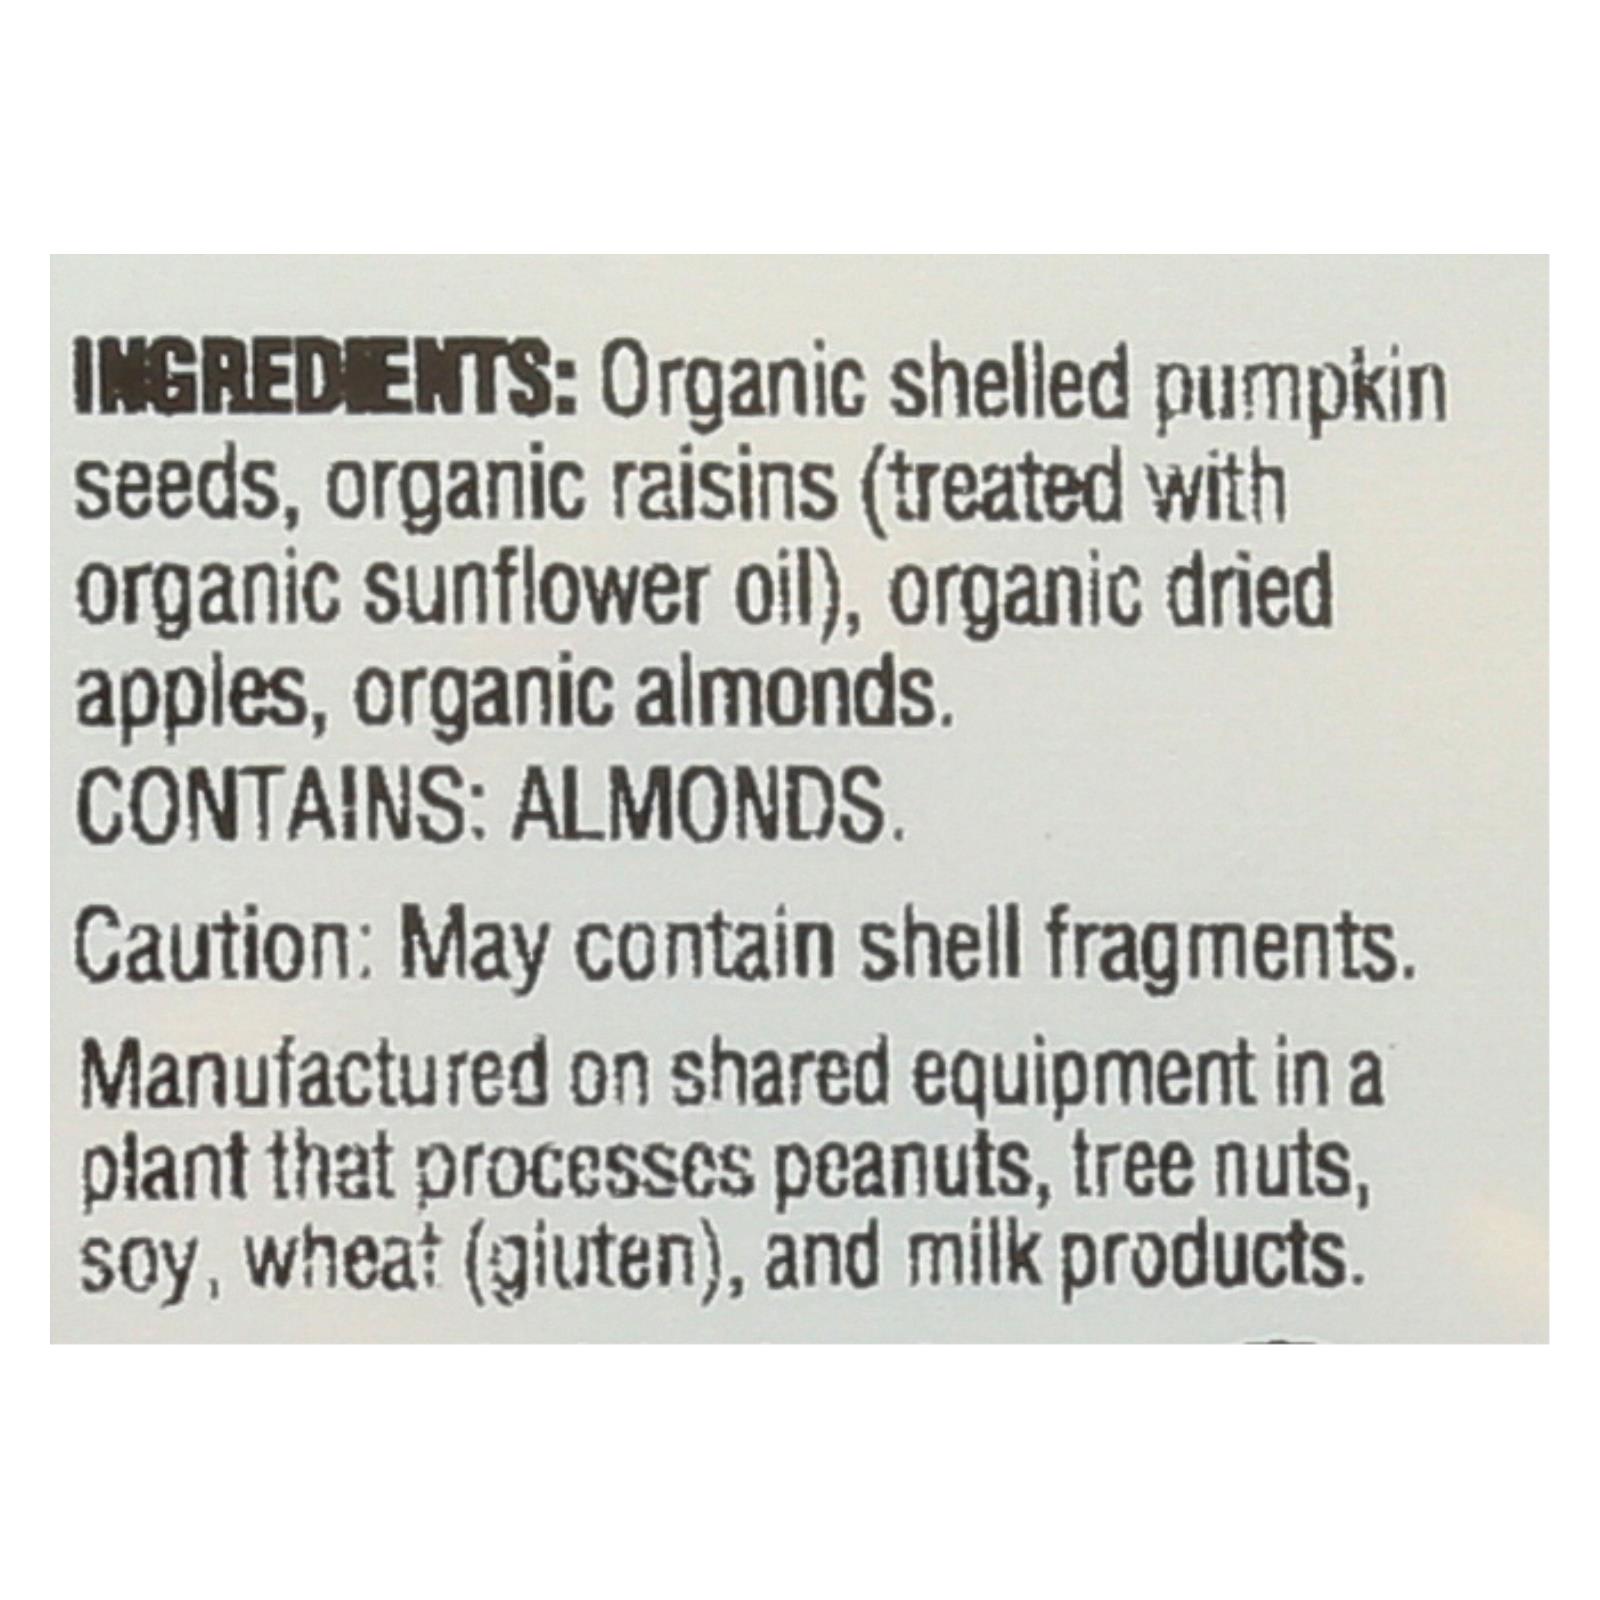 INGREDIENTS: Organic shelled pumpkin
seeds, organic raisins (treated with
organic sunflower oil), organic dried
apples, organic almonds.
CONTAINS: ALMONDS.
Caution: May contain shell fragments.
Manufactured on shared equipment in a
plant that processes peanuts, tree nuts,
soy, wheat (gluten), and milk products.